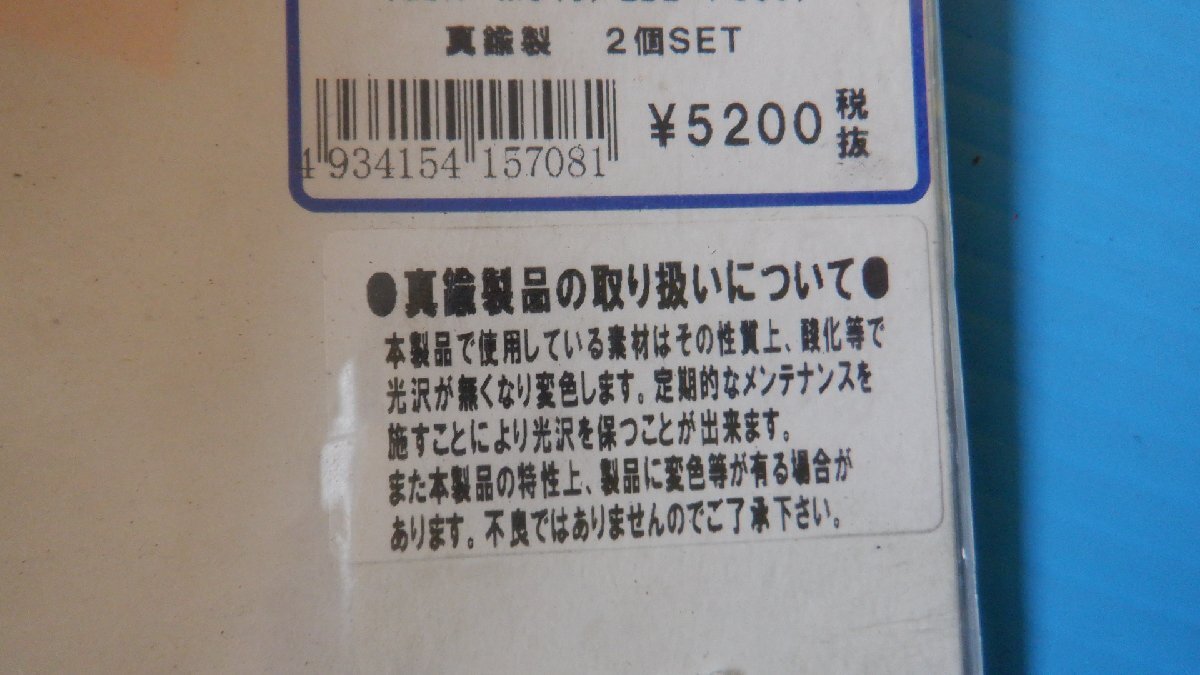 真鍮製 2個SET
¥5200 税抜
4 934154 157081
●真鍮製品の取り扱いについて●
本製品で使用している素材はその性質上、酸化等で
光沢が無くなり変色します。定期的なメンテナンスを
施すことにより光沢を保つことが出来ます。
また本製品の特性上、製品に変色等が有る場合が
あります。不良ではありませんのでご了承下さい。